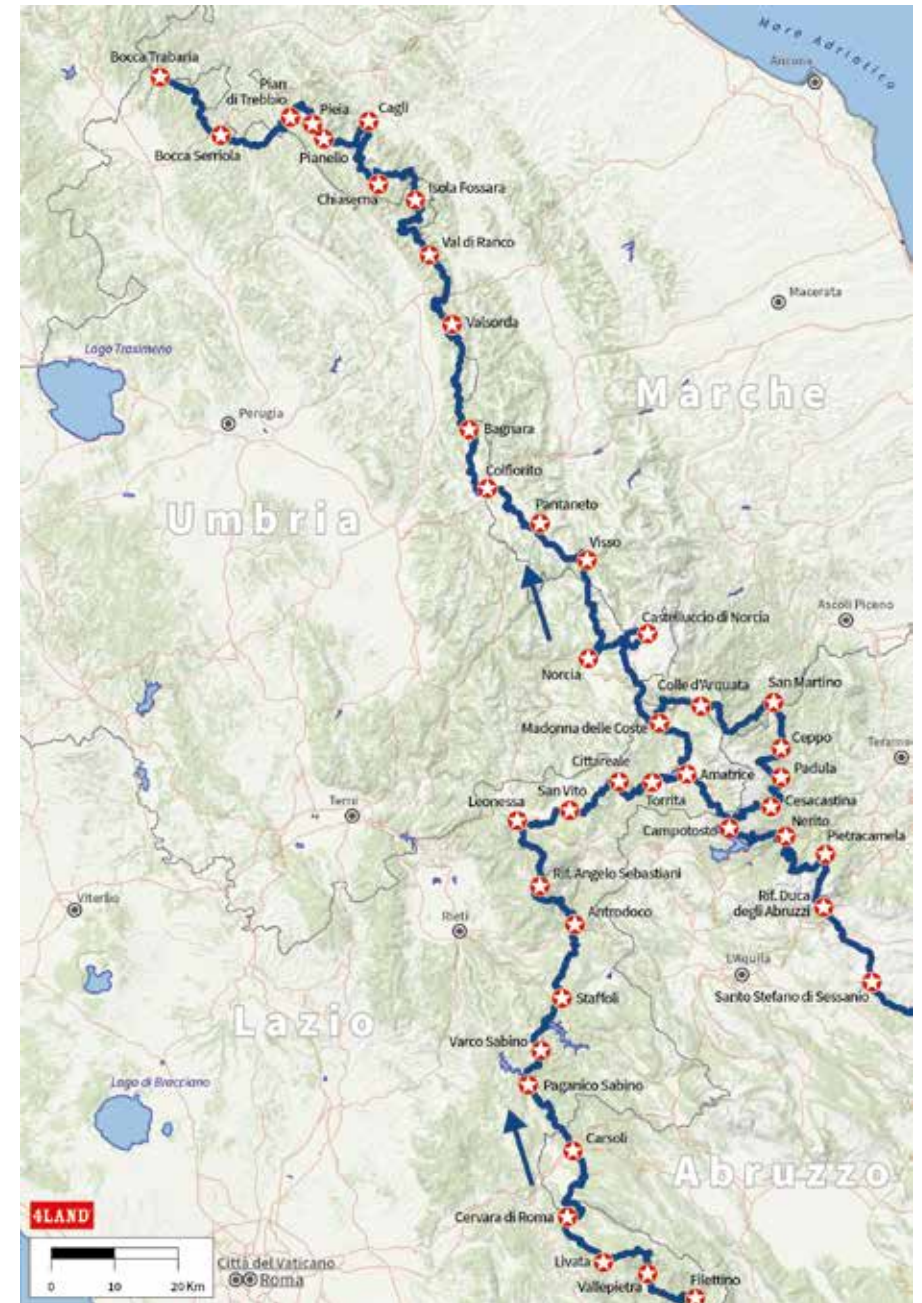 Mare Adriatico
Ancona
Bocca Trabaria
Pian
di Trebbio
Pieia
Cagli
Bocca Serriola
Pianello
Chiaserna
Isola Fossara
Val di Ranco
Macerata
Valsorda
Lago Trasimeno
Marche
Perugia
Bagnara
Colfiorito
Umbria
Pantaneto
Visso
Ascoli Piceno
Castelluccio di Norcia
Norcia
Colle d'Arquata
San Martino
Madonna delle Coste
Ceppo
Teramo
Cittareale
Amatrice
Padula
San Vito
Torrita
Leonessa
Cesacastina
Terni
Campotosto
Nerito
Pietracamela
Rif. Angelo Sebastiani
Viterbo
Rieti
Antrodoco
Rif. Duca
degli Abruzzi
L'Aquila
Staffoli
Santo Stefano di Sessanio
Lazio
Varco Sabino
Lago di Bracciano
Paganico Sabino
Carsoli
Abruzzo
4LAND
Cervara di Roma
Città del Vaticano
Roma
Livata
Vallepietra
Filettino
0 10 20 Km